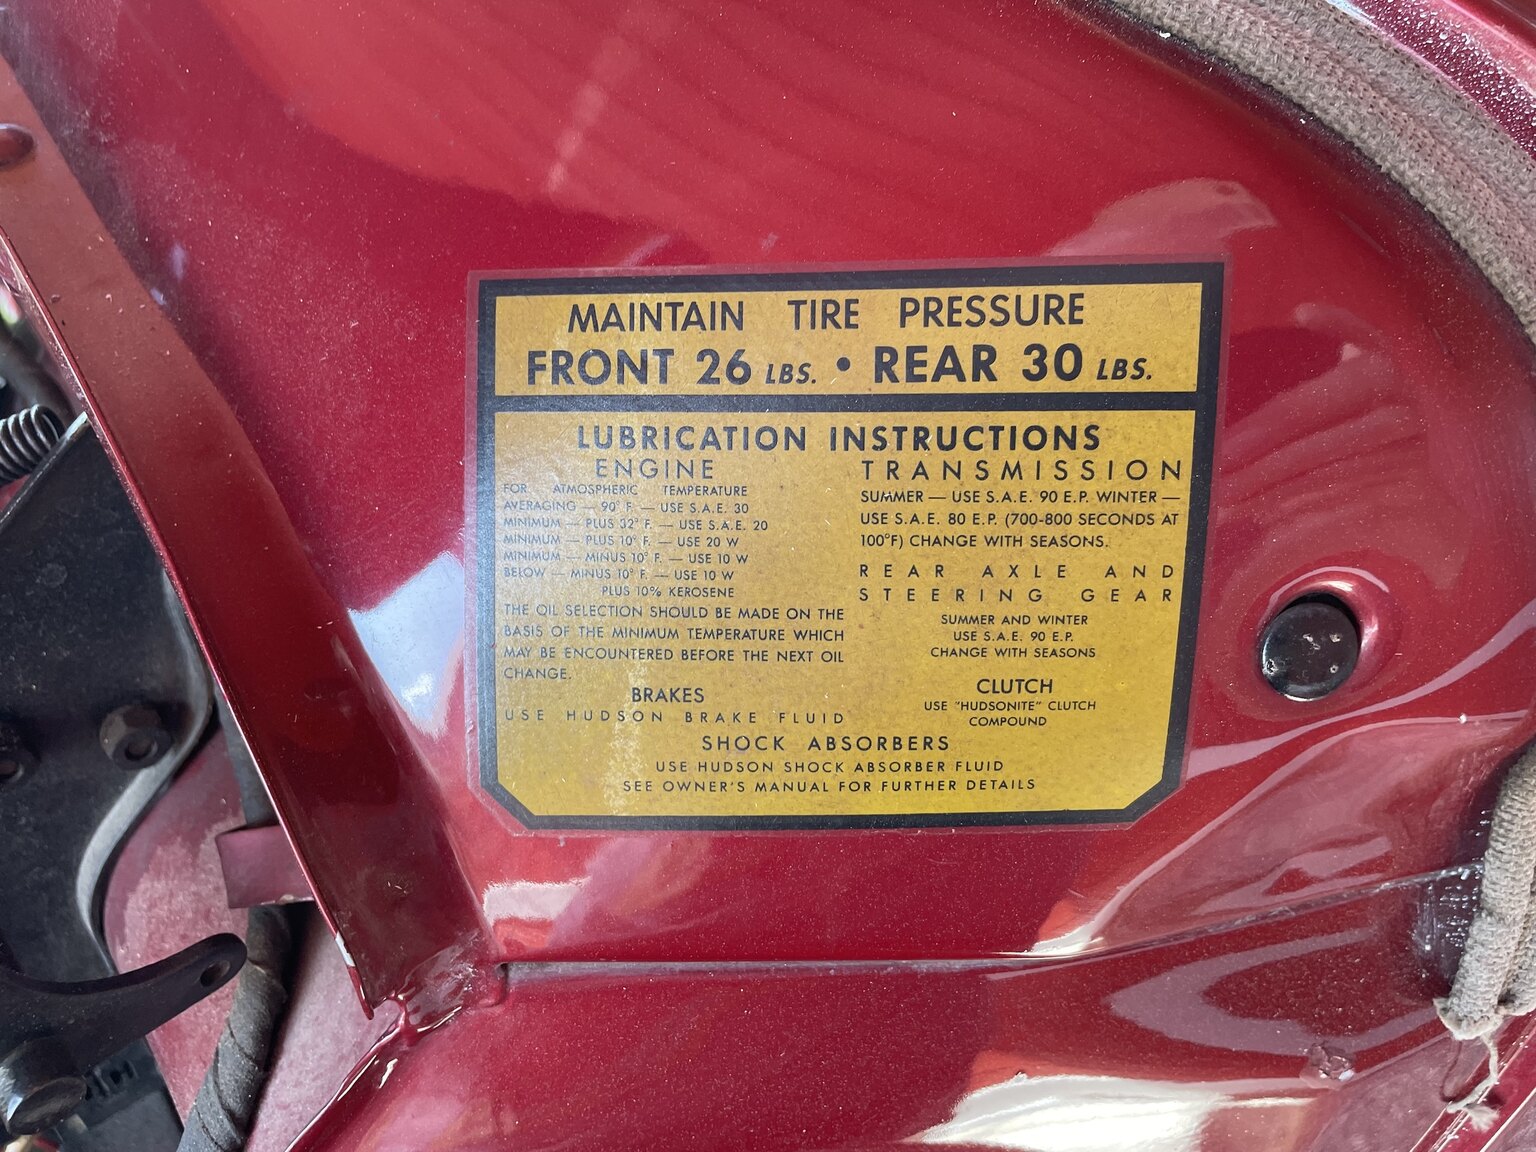 MAINTAIN TIRE PRESSURE
FRONT 26 LBS. • REAR 30 LBS.
LUBRICATION INSTRUCTIONS
ENGINE
FOR ATMOSPHERIC TEMPERATURE
AVERAGING — 90° F. — USE S.A.E. 30
MINIMUM — PLUS 32° F. — USE S.A.E. 20
MINIMUM — PLUS 10° F. — USE 20 W
MINIMUM — MINUS 10° F. — USE 10 W
BELOW — MINUS 10° F. — USE 10 W
PLUS 10% KEROSENE
THE OIL SELECTION SHOULD BE MADE ON THE
BASIS OF THE MINIMUM TEMPERATURE WHICH
MAY BE ENCOUNTERED BEFORE THE NEXT OIL
CHANGE.
BRAKES
USE HUDSON BRAKE FLUID
TRANSMISSION
SUMMER — USE S.A.E. 90 E.P. WINTER —
USE S.A.E. 80 E.P. (700-800 SECONDS AT
100°F) CHANGE WITH SEASONS.
REAR AXLE AND
STEERING GEAR
SUMMER AND WINTER
USE S.A.E. 90 E.P.
CHANGE WITH SEASONS
CLUTCH
USE "HUDSONITE" CLUTCH
COMPOUND
SHOCK ABSORBERS
USE HUDSON SHOCK ABSORBER FLUID
SEE OWNER'S MANUAL FOR FURTHER DETAILS